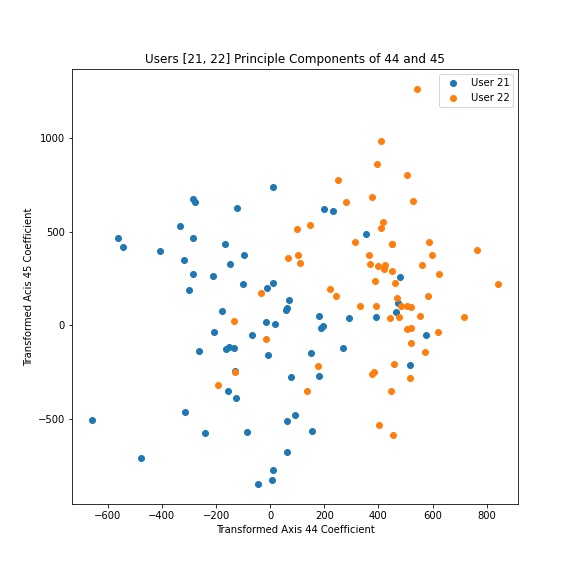 Users [21, 22] Principle Components of 44 and 45
User 21
User 22
1000
500
0
−500
Transformed Acis 45 Coefficient
−600
−400
−200
0
200
400
600
800
Transformed Axis 44 Coefficient